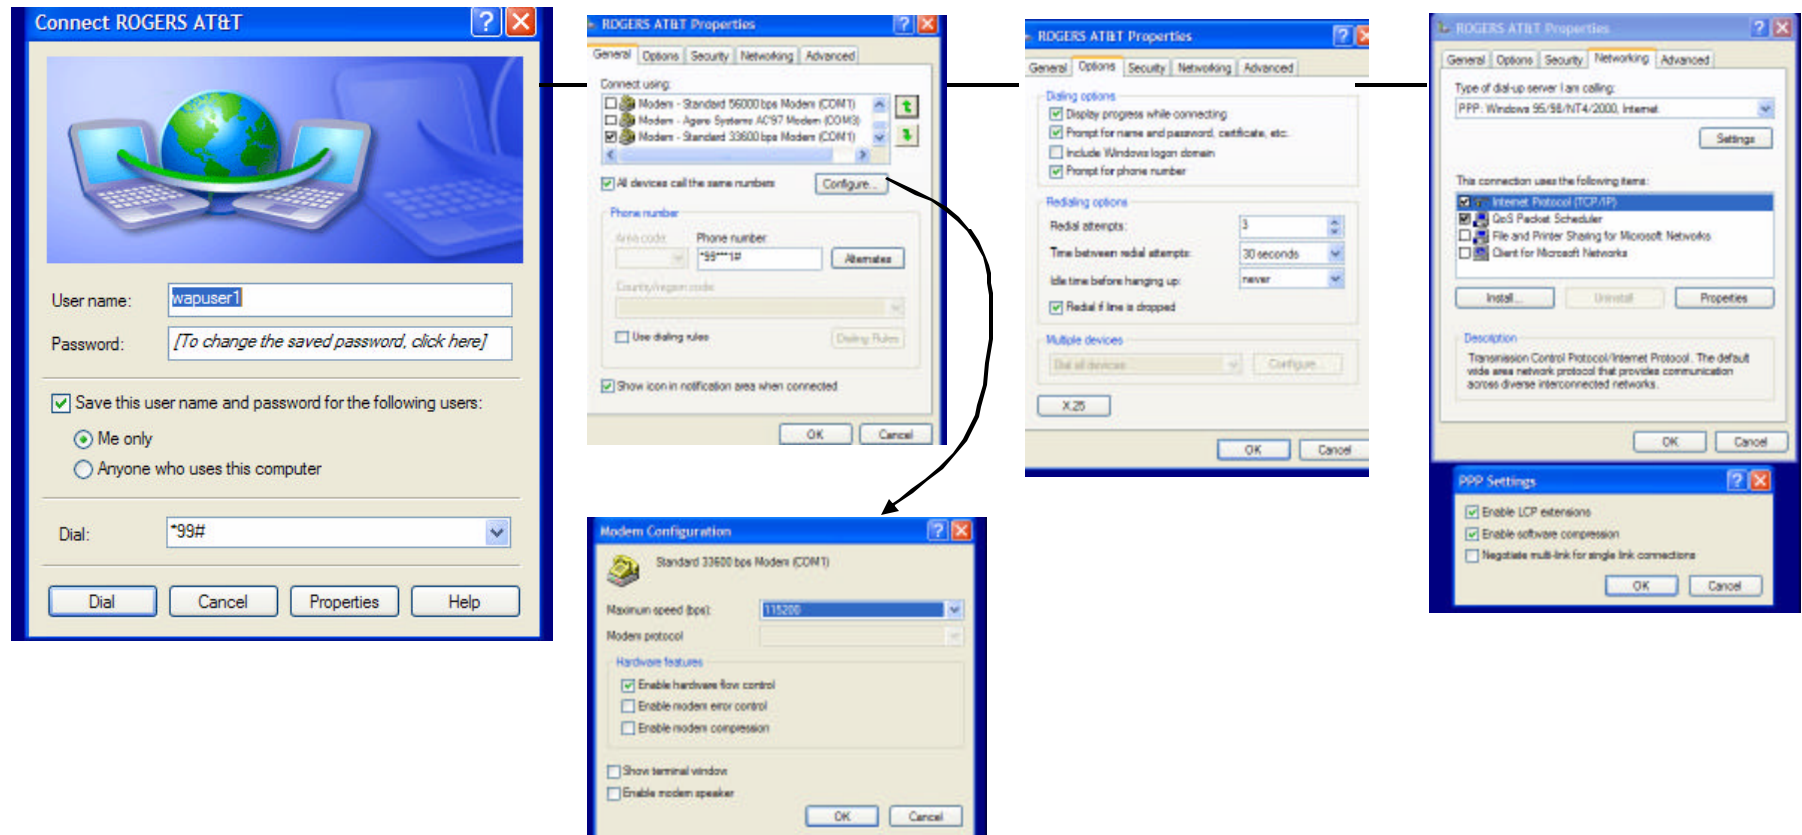 Connect ROGERS AT&T
User name:
wapuser1
Password:
[To change the saved password, click here]
Save this user name and password for the following users:
Me only
Anyone who uses this computer
Dial:
*99#
Dial
Cancel
Properties
Help
ROGERS AT&T Properties
General Options Security Networking Advanced
Connect using:
Modem - Standard 56000 bps Modem (COM1)
Modem - Agere Systems AC'97 Modem (COM3)
Modem - Standard 33600 bps Modem (COM1)
All devices call the same numbers
Configure...
Phone number
Area code:
Phone number:
*99***1#
Alternates
Country/region code:
Use dialing rules
Dialing Rules
Show icon in notification area when connected
OK
Cancel
Modem Configuration
Standard 33600 bps Modem (COM1)
Maximum speed (bps):
115200
Modem protocol
Hardware features
Enable hardware flow control
Enable modem error control
Enable modem compression
Show terminal window
Enable modem speaker
OK
Cancel
ROGERS AT&T Properties
General Options Security Networking Advanced
Dialing options
Display progress while connecting
Prompt for name and password, certificate, etc.
Include Windows logon domain
Prompt for phone number
Redialing options
Redial attempts:
3
Time between redial attempts:
30 seconds
Idle time before hanging up:
never
Redial if line is dropped
Multiple devices
Dial all devices
Configure...
X.25
OK
Cancel
ROGERS AT&T Properties
General Options Security Networking Advanced
Type of dial-up server I am calling:
PPP: Windows 95/98/NT4/2000, Internet
Settings
This connection uses the following items:
Internet Protocol (TCP/IP)
QoS Packet Scheduler
File and Printer Sharing for Microsoft Networks
Client for Microsoft Networks
Install...
Uninstall
Properties
Description
Transmission Control Protocol/Internet Protocol. The default
wide area network protocol that provides communication
across diverse interconnected networks.
OK
Cancel
PPP Settings
Enable LCP extensions
Enable software compression
Negotiate multi-link for single link connections
OK
Cancel